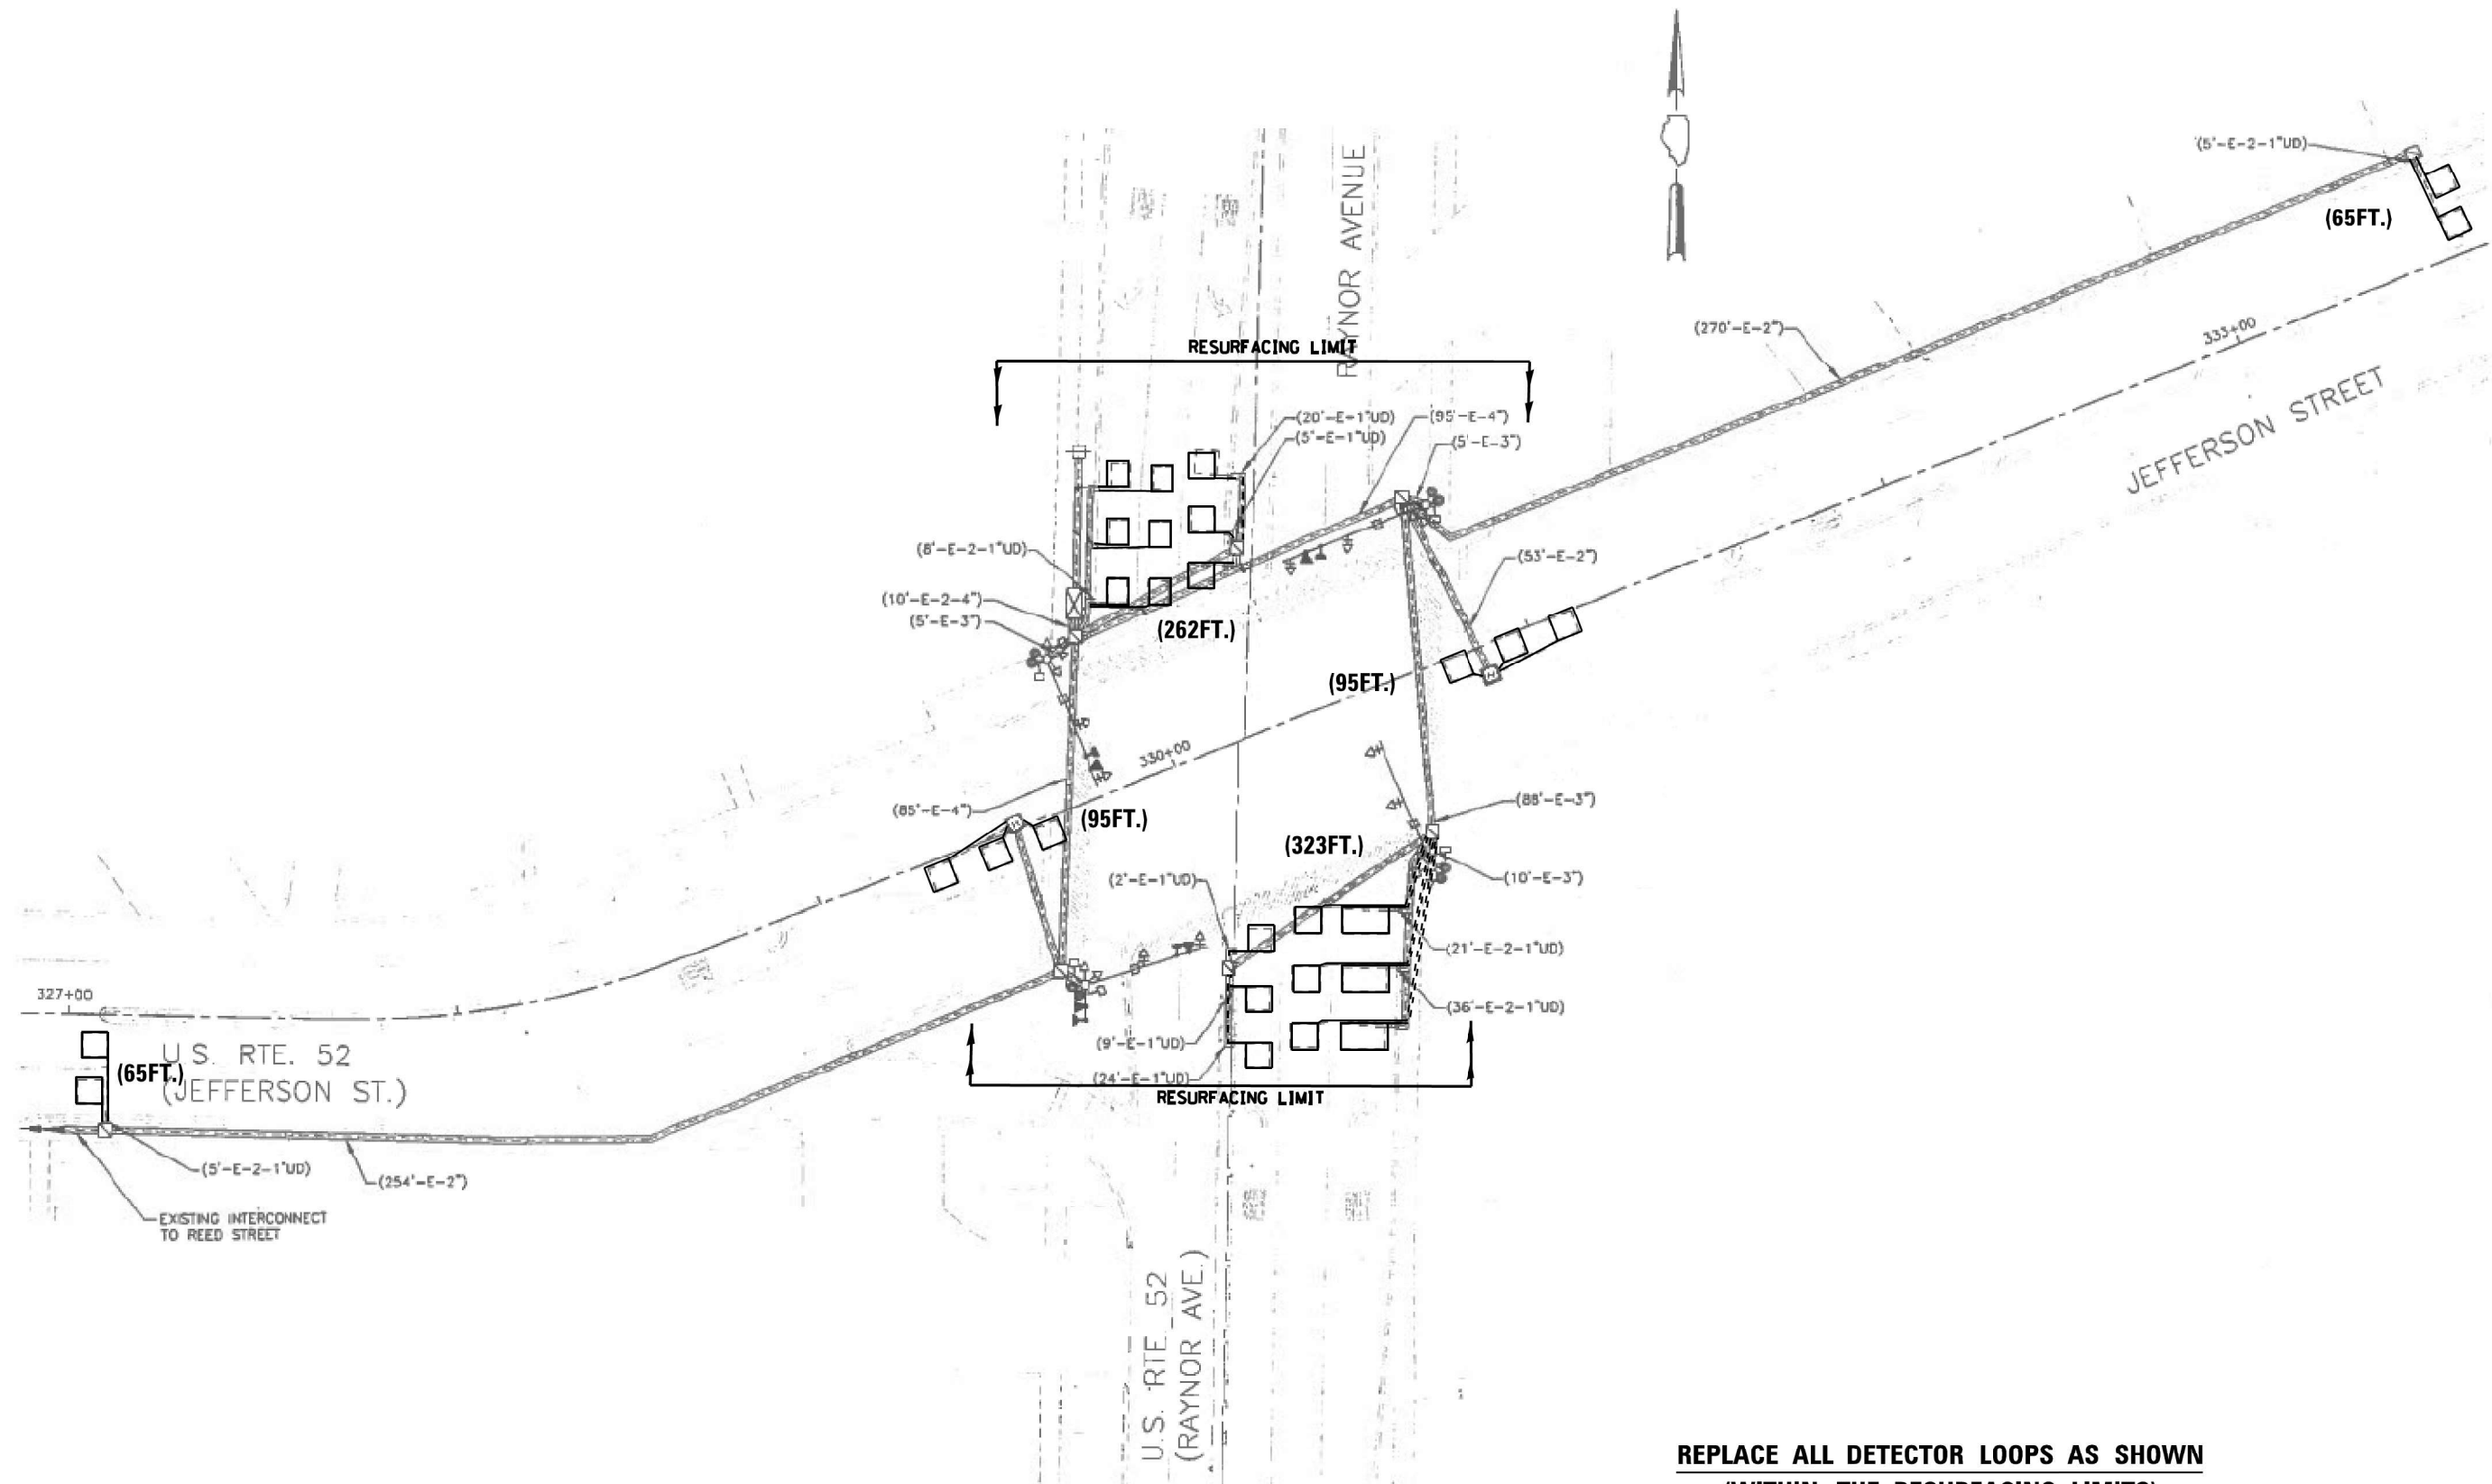 RAYNOR AVENUE
(5'-E-2-1"UD)
(65FT.)
(270'-E-2")
333+00
RESURFACING LIMIT
JEFFERSON STREET
(20'-E-1"UD)
(95'-E-4")
(5'-E-1"UD)
(5'-E-3")
(8'-E-2-1"UD)
(53'-E-2")
(10'-E-2-4")
(5'-E-3")
(262FT.)
(95FT.)
330+00
(85'-E-4")
(95FT.)
(88'-E-3")
(323FT.)
(2'-E-1"UD)
(10'-E-3")
(21'-E-2-1"UD)
327+00
(36'-E-2-1"UD)
(9'-E-1"UD)
U.S. RTE. 52
(JEFFERSON ST.)
(65FT.)
(24'-E-1"UD)
RESURFACING LIMIT
(5'-E-2-1"UD)
(254'-E-2")
EXISTING INTERCONNECT
TO REED STREET
U.S. RTE. 52
(RAYNOR AVE.)
REPLACE ALL DETECTOR LOOPS AS SHOWN
(WITHIN THE RESURFACING LIMITS)